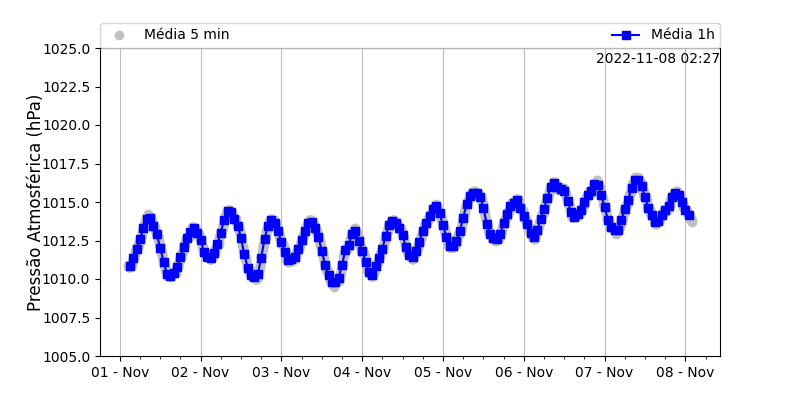 Média 5 min
Média 1h
2022-11-08 02:27
Pressão Atmosférica (hPa)
1025.0
1022.5
1020.0
1017.5
1015.0
1012.5
1010.0
1007.5
1005.0
01 - Nov
02 - Nov
03 - Nov
04 - Nov
05 - Nov
06 - Nov
07 - Nov
08 - Nov